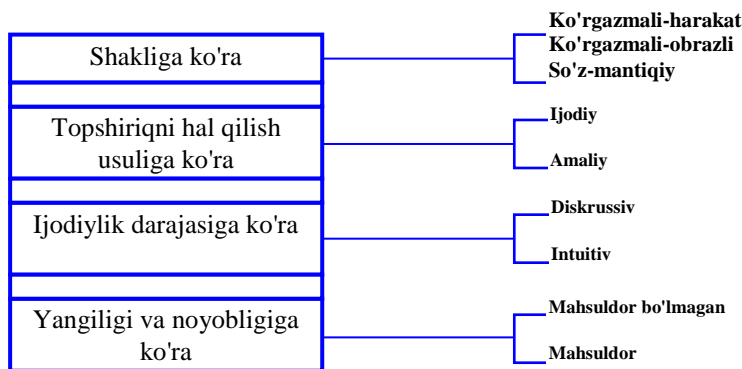 Shakliga ko'ra
Ko'rgazmali-harakat
Ko'rgazmali-obrazli
So'z-mantiqiy
Topshiriqni hal qilish
usuliga ko'ra
Ijodiy
Amaliy
Ijodiylik darajasiga ko'ra
Diskrussiv
Intuitiv
Yangiligi va noyobligiga
ko'ra
Mahsuldor bo'lmagan
Mahsuldor